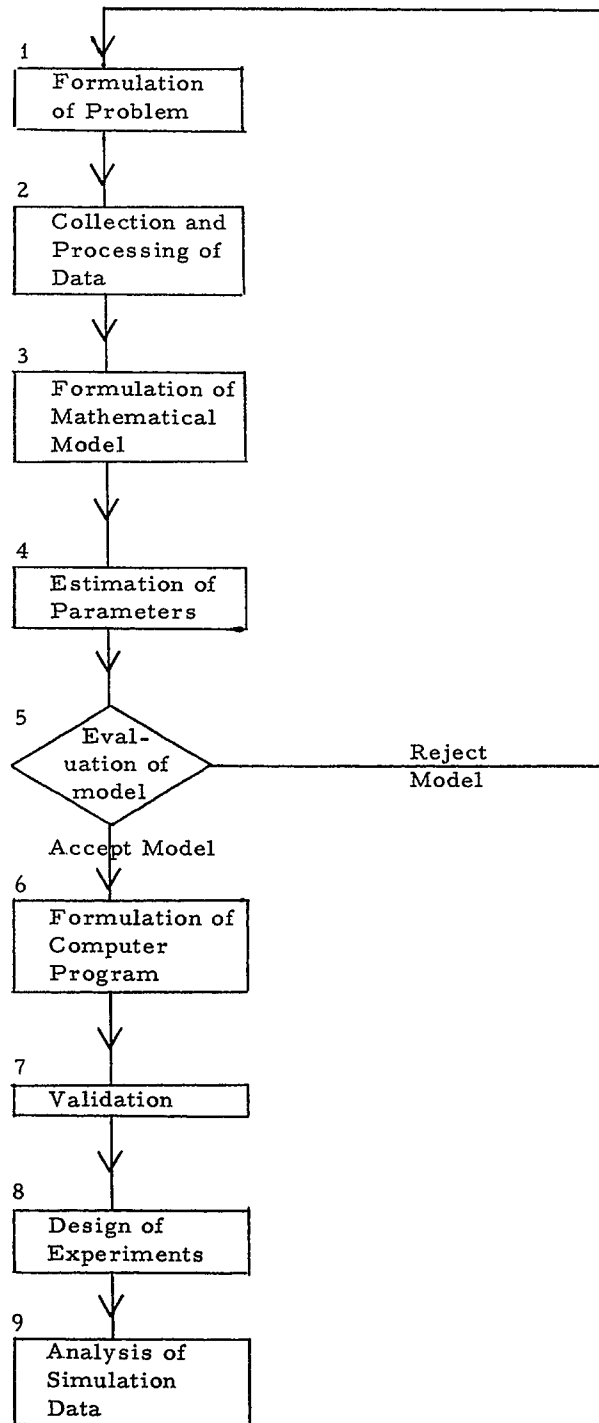 1
Formulation
of Problem
2
Collection and
Processing of
Data
3
Formulation of
Mathematical
Model
4
Estimation of
Parameters
5
Eval-
uation of
model
Reject
Model
Accept Model
6
Formulation of
Computer
Program
7
Validation
8
Design of
Experiments
9
Analysis of
Simulation
Data